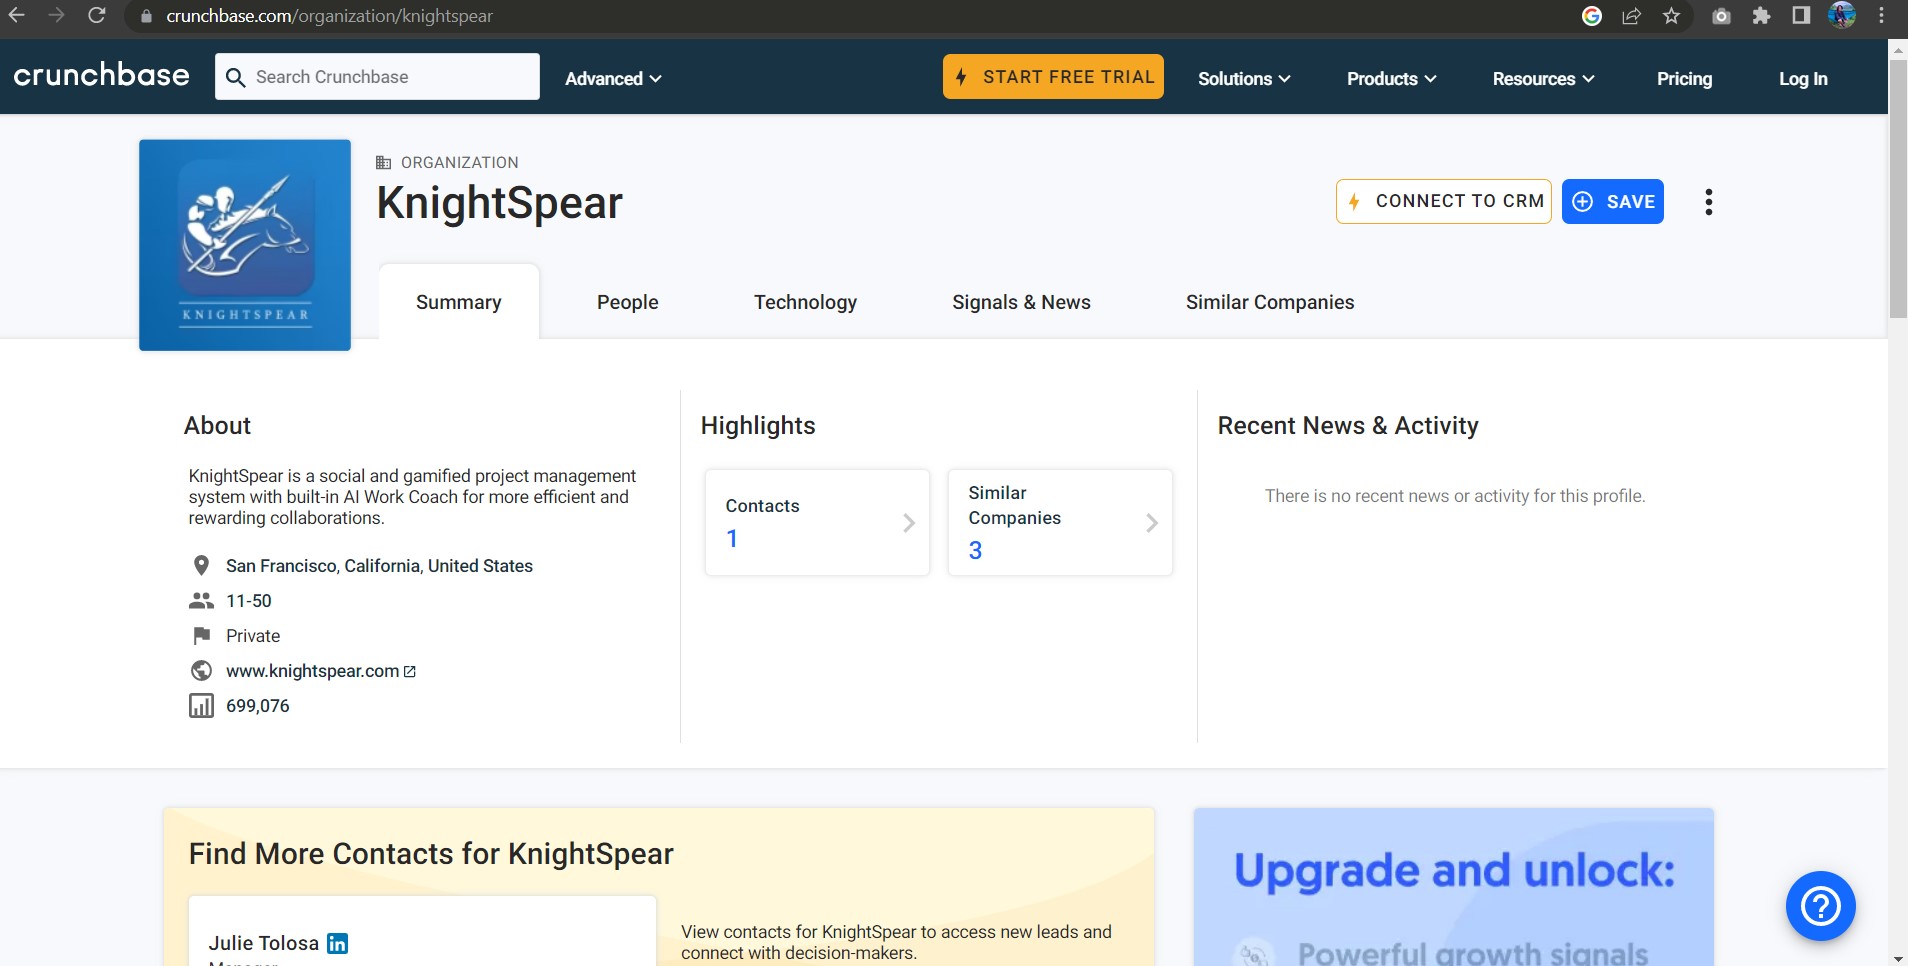 crunchbase.com/organization/knightspear
crunchbase
Search Crunchbase
Advanced
START FREE TRIAL
Solutions
Products
Resources
Pricing
Log In
KNIGHTSPEAR
ORGANIZATION
KnightSpear
CONNECT TO CRM
SAVE
Summary
People
Technology
Signals & News
Similar Companies
About
KnightSpear is a social and gamified project management
system with built-in AI Work Coach for more efficient and
rewarding collaborations.
San Francisco, California, United States
11-50
Private
www.knightspear.com
699,076
Highlights
Contacts
1
Similar
Companies
3
Recent News & Activity
There is no recent news or activity for this profile.
Find More Contacts for KnightSpear
Julie Tolosa in
View contacts for KnightSpear to access new leads and
connect with decision-makers.
Upgrade and unlock:
Powerful growth signals